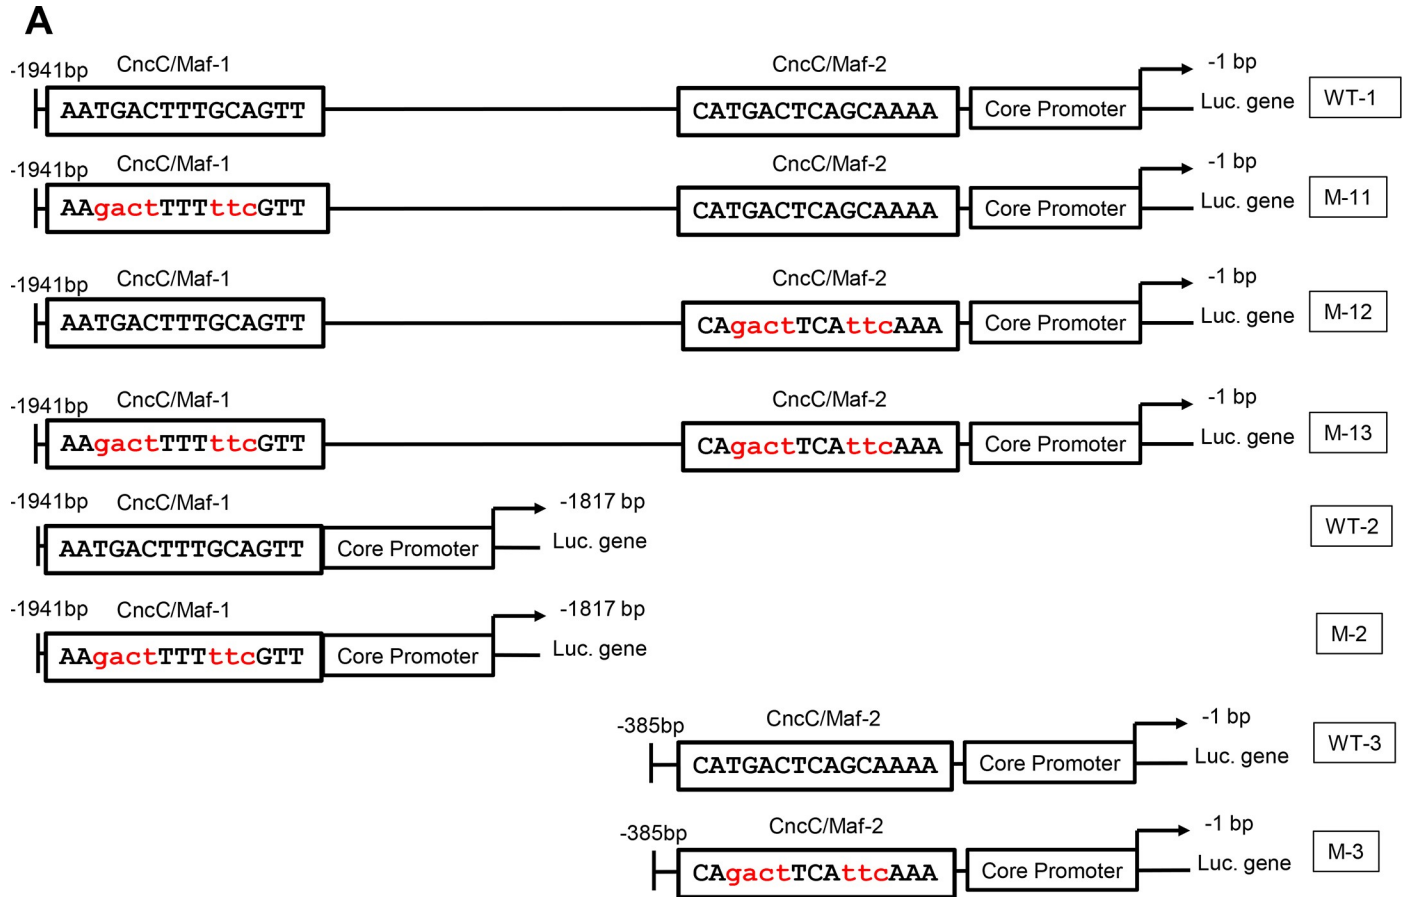 A
-1941bp CncC/Maf-1 CncC/Maf-2 -1 bp
AATGACTTTGCAGTT CATGACTCAGCAAAA Core Promoter Luc. gene WT-1
-1941bp CncC/Maf-1 CncC/Maf-2 -1 bp
AAgactTTTttcGTT CATGACTCAGCAAAA Core Promoter Luc. gene M-11
-1941bp CncC/Maf-1 CncC/Maf-2 -1 bp
AATGACTTTGCAGTT CAgactTCAttcAAA Core Promoter Luc. gene M-12
-1941bp CncC/Maf-1 CncC/Maf-2 -1 bp
AAgactTTTttcGTT CAgactTCAttcAAA Core Promoter Luc. gene M-13
-1941bp CncC/Maf-1 -1817 bp
AATGACTTTGCAGTT Core Promoter Luc. gene WT-2
-1941bp CncC/Maf-1 -1817 bp
AAgactTTTttcGTT Core Promoter Luc. gene M-2
-385bp CncC/Maf-2 -1 bp
CATGACTCAGCAAAA Core Promoter Luc. gene WT-3
-385bp CncC/Maf-2 -1 bp
CAgactTCAttcAAA Core Promoter Luc. gene M-3